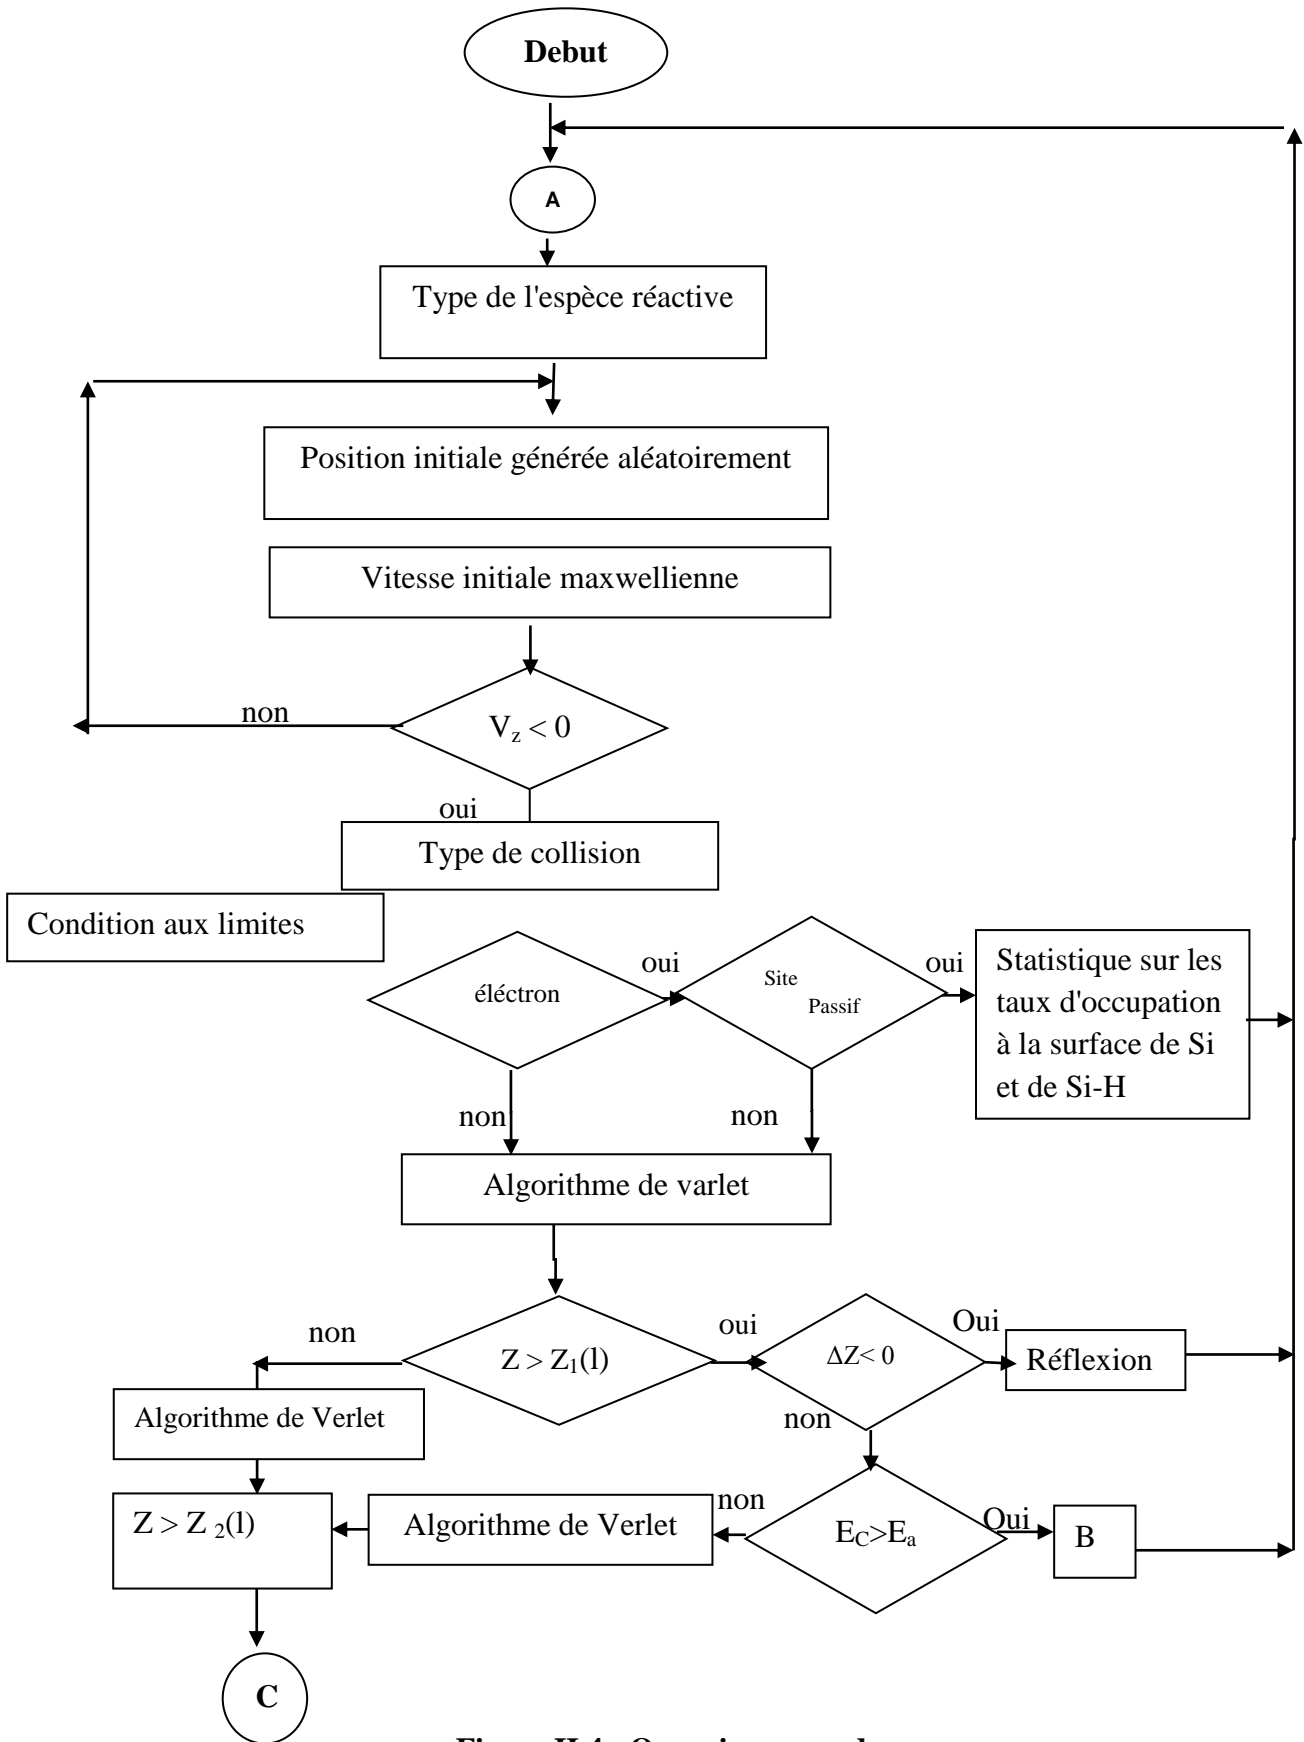 Debut
A
Type de l'espèce réactive
Position initiale générée aléatoirement
Vitesse initiale maxwellienne
non
Vz < 0
oui
Type de collision
Condition aux limites
éléctron
oui
Site
Passif
oui
Statistique sur les
taux d'occupation
à la surface de Si
et de Si-H
non
non
Algorithme de varlet
non
Z > Z1(l)
oui
ΔZ< 0
Oui
Réflexion
Algorithme de Verlet
non
Z > Z 2(l)
Algorithme de Verlet
non
EC>Ea
Oui
B
C